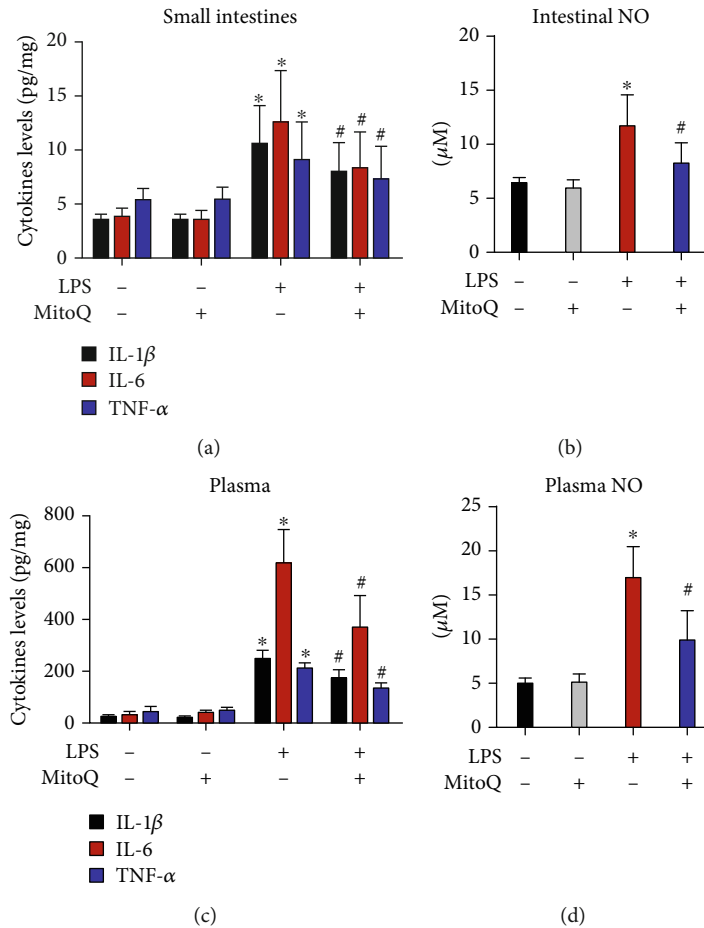 Small intestines
Cytokines levels (pg/mg)
20
15
10
5
0
* * *
# # #
LPS – – + +
MitoQ – + – +
IL-1β
IL-6
TNF-α
(a)
Intestinal NO
(μM)
20
15
10
5
0
*
#
LPS – – + +
MitoQ – + – +
(b)
Plasma
Cytokines levels (pg/mg)
800
600
400
200
0
* * *
# # #
LPS – – + +
MitoQ – + – +
IL-1β
IL-6
TNF-α
(c)
Plasma NO
(μM)
25
20
15
10
5
0
*
#
LPS – – + +
MitoQ – + – +
(d)